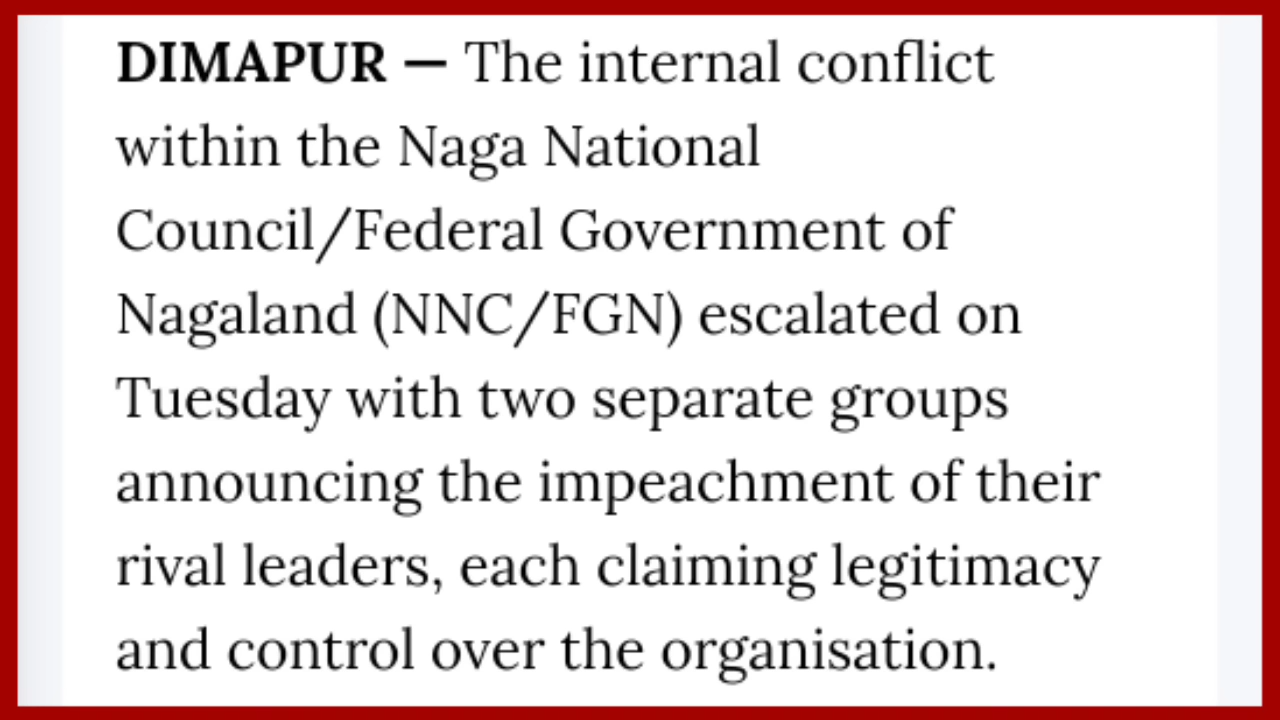 DIMAPUR — The internal conflict
within the Naga National
Council/Federal Government of
Nagaland (NNC/FGN) escalated on
Tuesday with two separate groups
announcing the impeachment of their
rival leaders, each claiming legitimacy
and control over the organisation.